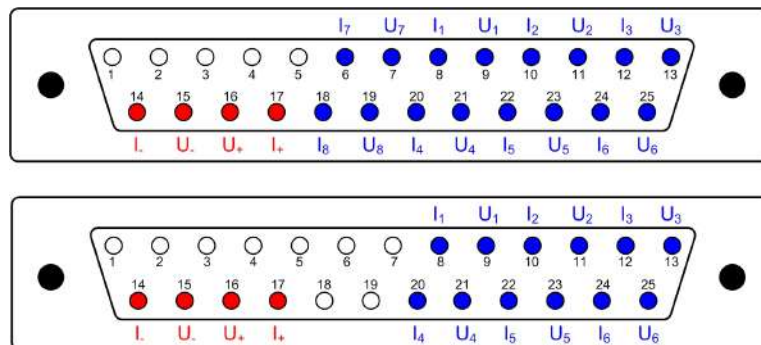 I7 U7 I1 U1 I2 U2 I3 U3
1 2 3 4 5 6 7 8 9 10 11 12 13
14 15 16 17 18 19 20 21 22 23 24 25
I- U- U+ I+ I8 U8 I4 U4 I5 U5 I6 U6
I1 U1 I2 U2 I3 U3
1 2 3 4 5 6 7 8 9 10 11 12 13
14 15 16 17 18 19 20 21 22 23 24 25
I- U- U+ I+ I4 U4 I5 U5 I6 U6